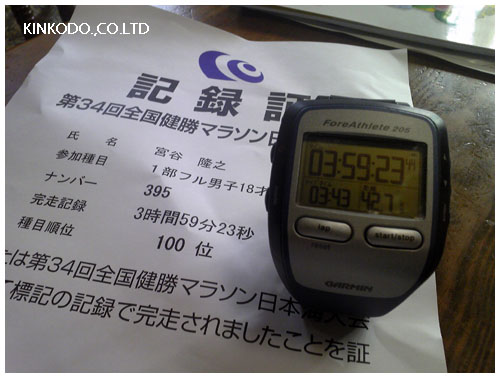 KINKODO.,CO.LTD
記録証
第34回全国健勝マラソン日本
氏名 宮谷 隆之
参加種目 1部フル男子18才
ナンバー 395
完走記録 3時間59分23秒
種目順位 100 位
は第34回全国健勝マラソン日本海大会
標記の記録で完走されましたことを証
ForeAthlete 205
03:59:23
03:43 42.7
lap
reset
start/stop
GARMIN